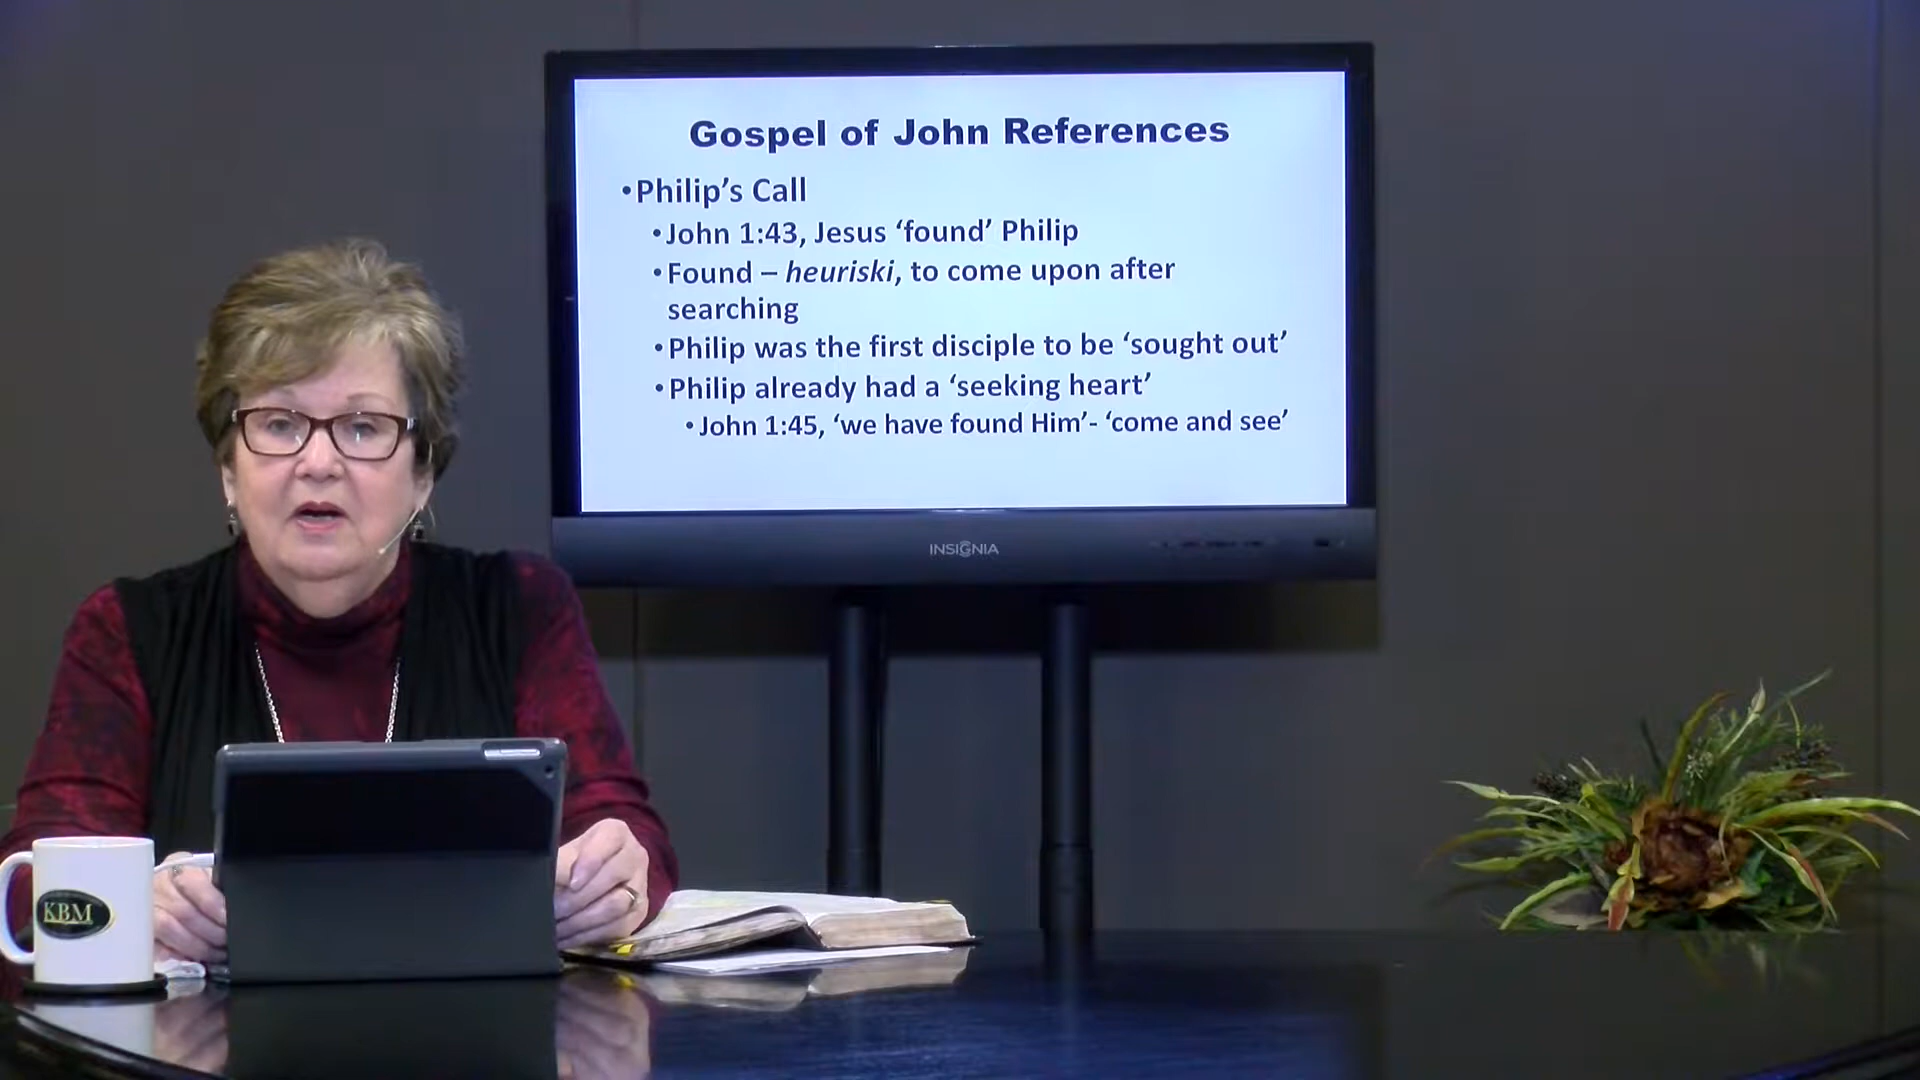 Gospel of John References
•Philip’s Call
•John 1:43, Jesus ‘found’ Philip
•Found – heuriski, to come upon after
searching
•Philip was the first disciple to be ‘sought out’
•Philip already had a ‘seeking heart’
•John 1:45, ‘we have found Him’- ‘come and see’
INSIGNIA
KBM